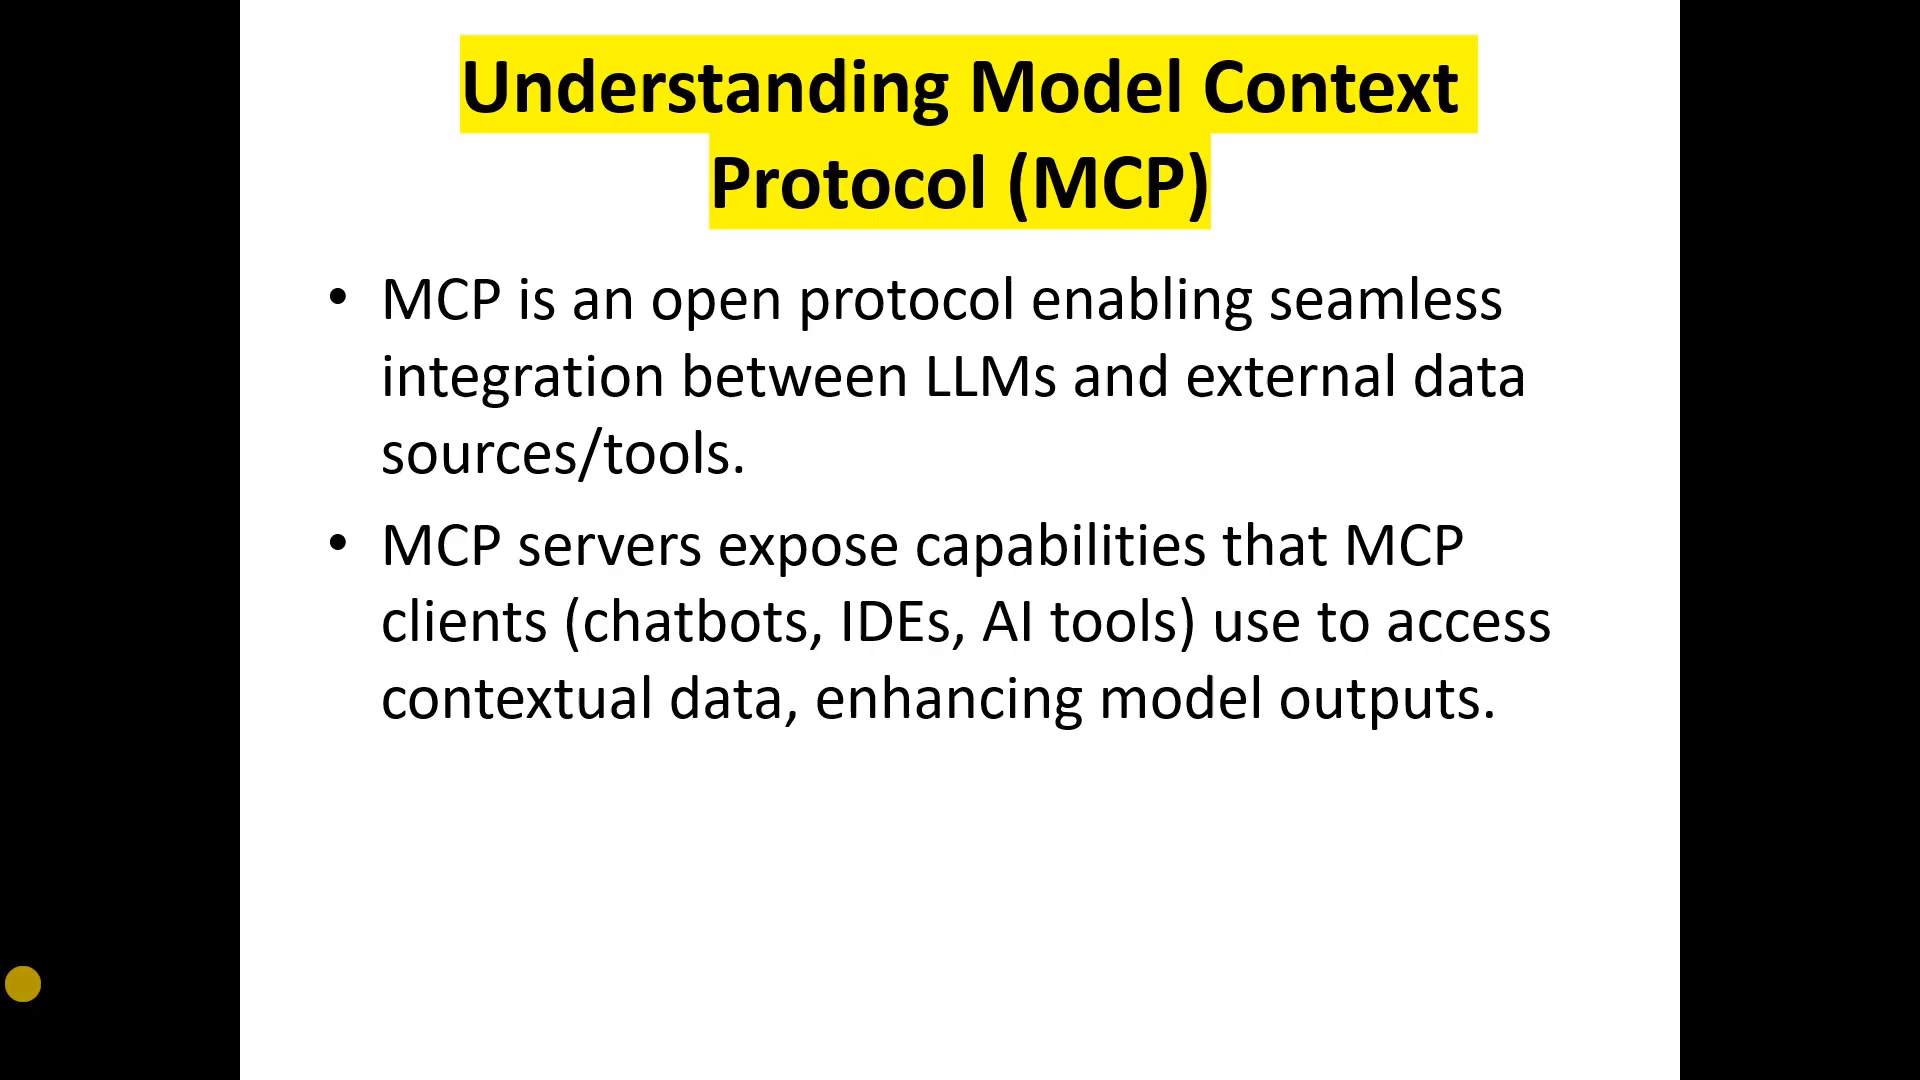 Understanding Model Context
Protocol (MCP)
• MCP is an open protocol enabling seamless
integration between LLMs and external data
sources/tools.
• MCP servers expose capabilities that MCP
clients (chatbots, IDEs, AI tools) use to access
contextual data, enhancing model outputs.